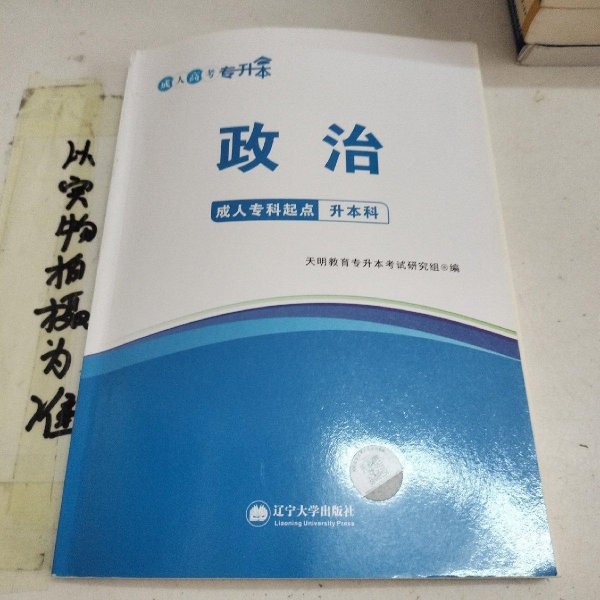 成人高考专升本
政治
成人专科起点 升本科
天明教育专升本考试研究组®编
辽宁大学出版社
Liaoning University Press
以实物拍摄为准